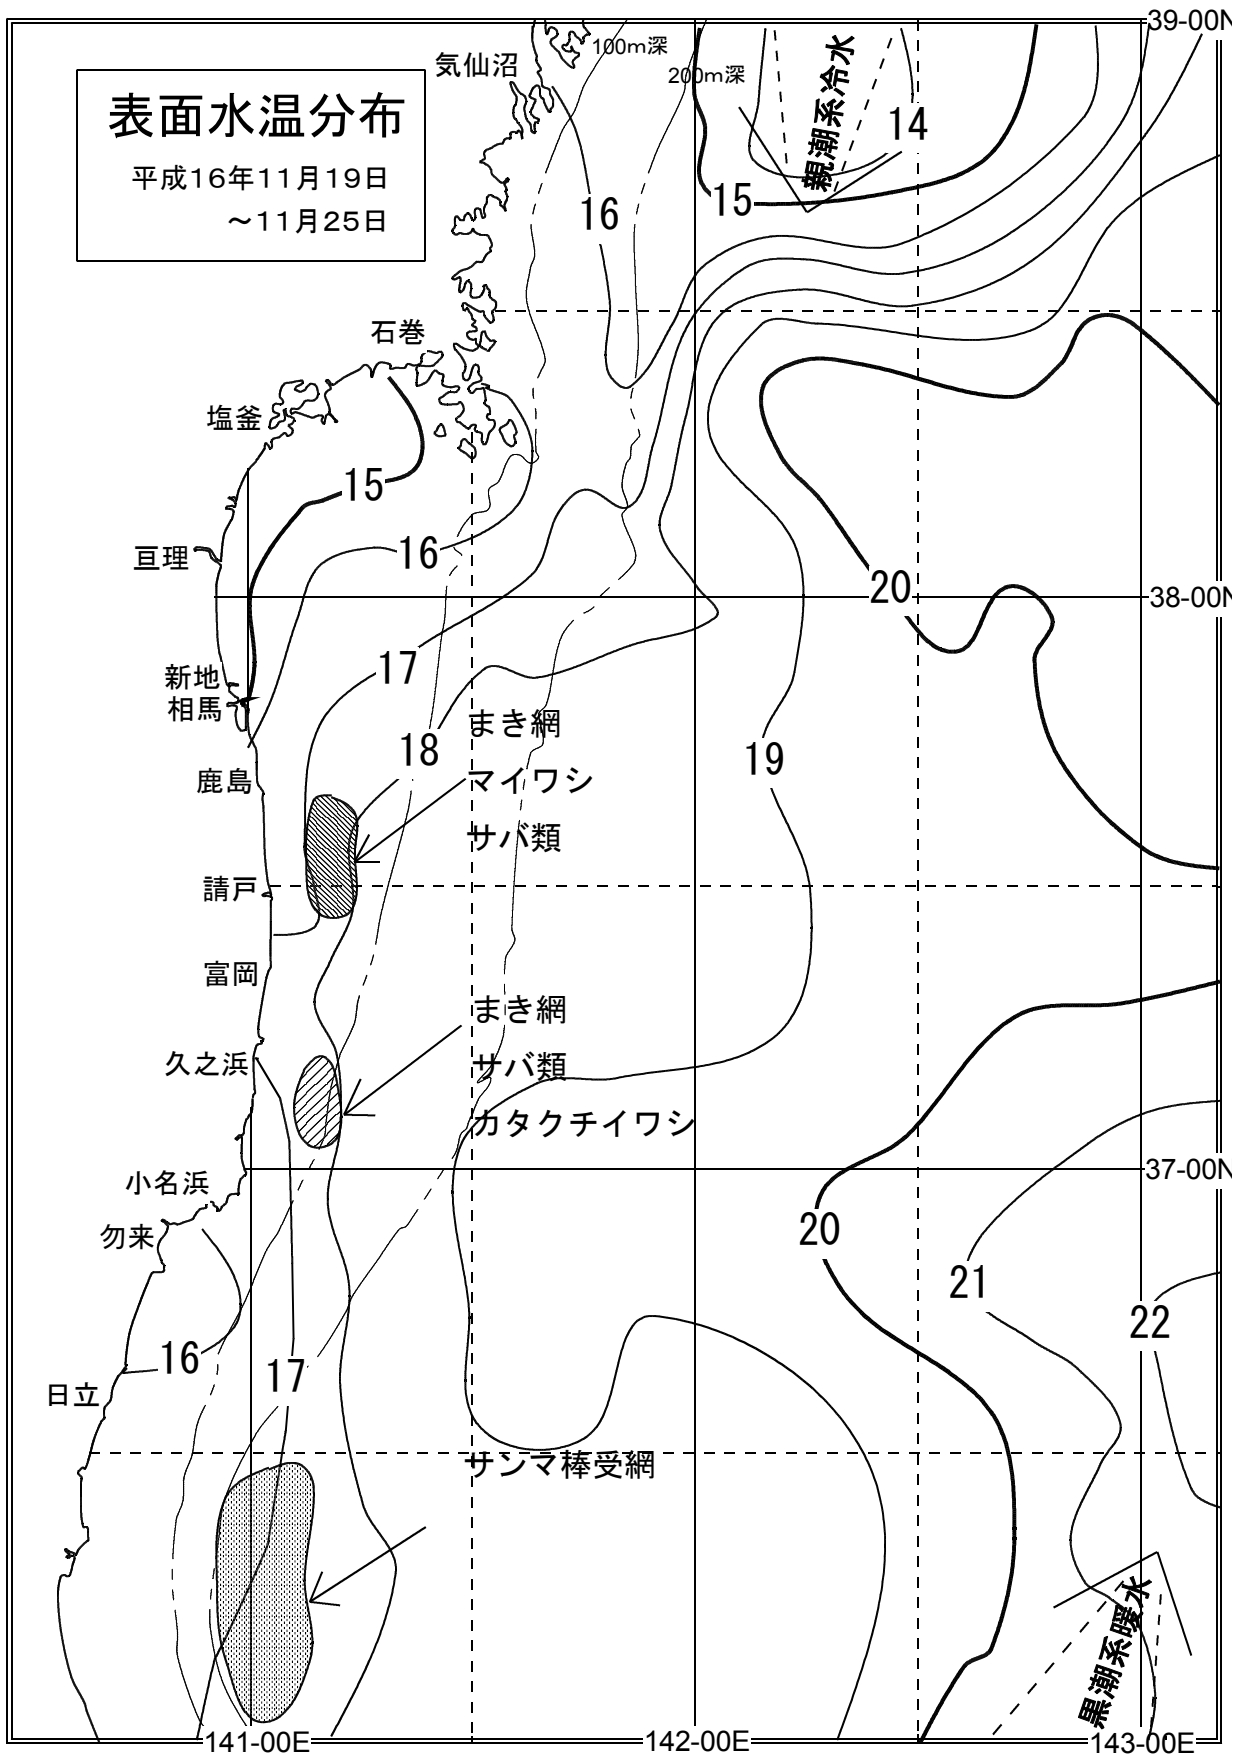 39-00N
100m深
気仙沼
200m深
親潮系冷水
表面水温分布
平成16年11月19日
～11月25日
14
15
16
石巻
塩釜
15
16
亘理
20
38-00N
新地
相馬
17
18
まき網
19
鹿島
マイワシ
サバ類
請戸
富岡
まき網
久之浜
サバ類
カタクチイワシ
37-00N
小名浜
勿来
20
21
22
16
17
日立
サンマ棒受網
黒潮系暖水
141-00E
142-00E
143-00E